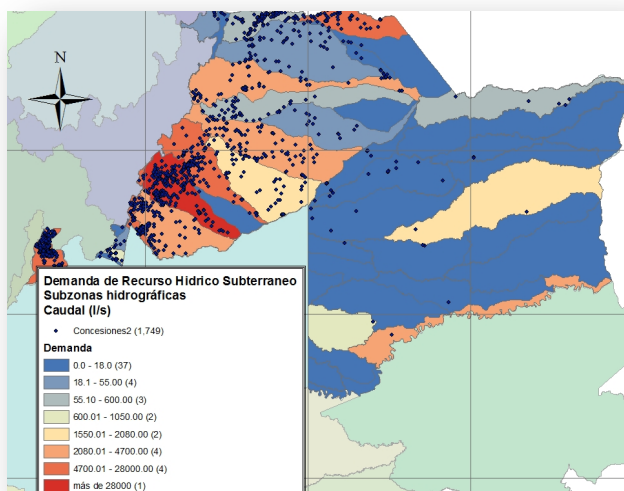 N
Demanda de Recurso Hidrico Subterraneo
Subzonas hidrográficas
Caudal (l/s)
Concesiones2 (1,749)
Demanda
0.0 - 18.0 (37)
18.1 - 55.00 (4)
55.10 - 600.00 (3)
600.01 - 1050.00 (2)
1550.01 - 2080.00 (2)
2080.01 - 4700.00 (4)
4700.01 - 28000.00 (4)
más de 28000 (1)